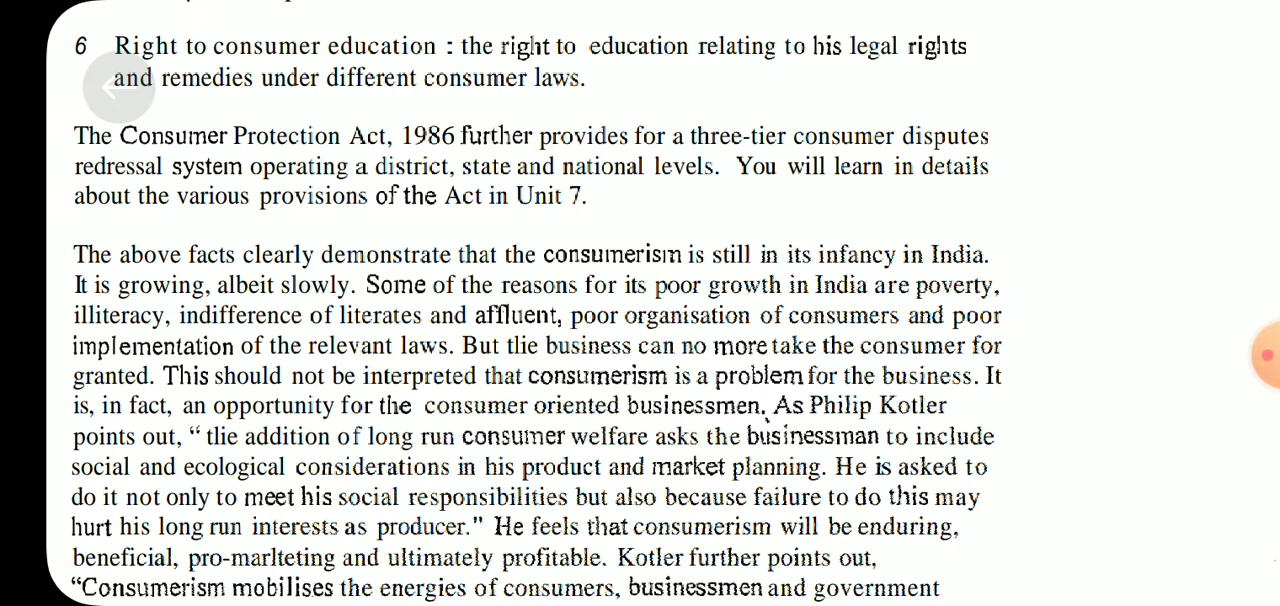 6 Right to consumer education : the right to education relating to his legal rights
and remedies under different consumer laws.
The Consumer Protection Act, 1986 further provides for a three-tier consumer disputes
redressal system operating a district, state and national levels. You will learn in details
about the various provisions of the Act in Unit 7.
The above facts clearly demonstrate that the consumerism is still in its infancy in India.
It is growing, albeit slowly. Some of the reasons for its poor growth in India are poverty,
illiteracy, indifference of literates and affluent, poor organisation of consumers and poor
implementation of the relevant laws. But tlie business can no more take the consumer for
granted. This should not be interpreted that consumerism is a problem for the business. It
is, in fact, an opportunity for the consumer oriented businessmen. As Philip Kotler
points out, “ tlie addition of long run consumer welfare asks the businessman to include
social and ecological considerations in his product and market planning. He is asked to
do it not only to meet his social responsibilities but also because failure to do this may
hurt his long run interests as producer." He feels that consumerism will be enduring,
beneficial, pro-marlteting and ultimately profitable. Kotler further points out,
“Consumerism mobilises the energies of consumers, businessmen and government